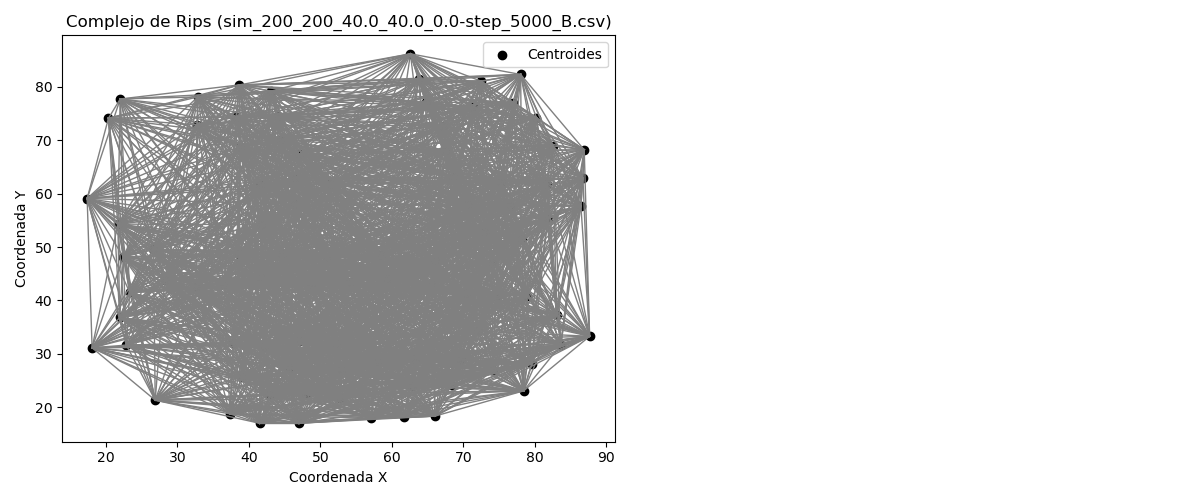 Complejo de Rips (sim_200_200_40.0_40.0_0.0-step_5000_B.csv)
Centroides
Coordenada Y
80
70
60
50
40
30
20
20 30 40 50 60 70 80 90
Coordenada X